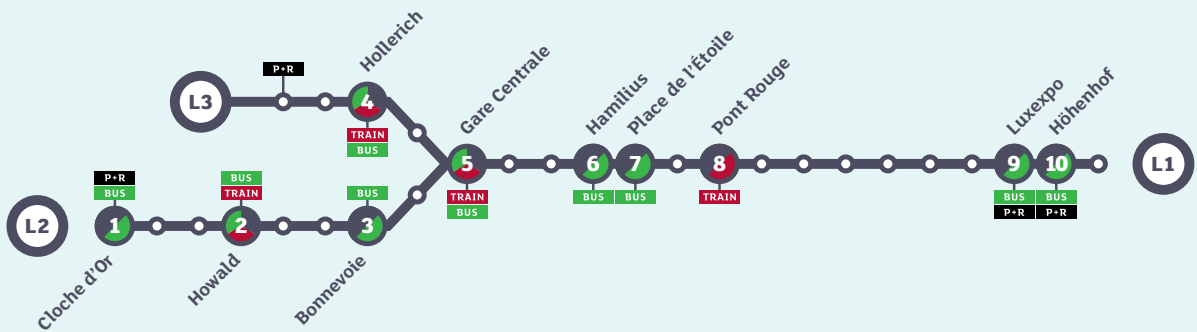 L3
P+R
4
Hollerich
TRAIN
BUS
5
Gare Centrale
TRAIN
BUS
6
Hamilius
BUS
7
Place de l'Étoile
BUS
8
Pont Rouge
TRAIN
9
Luxexpo
BUS
P+R
10
Höhenhof
BUS
P+R
L1
L2
P+R
BUS
1
Cloche d'Or
BUS
TRAIN
2
Howald
BUS
3
Bonnevoie